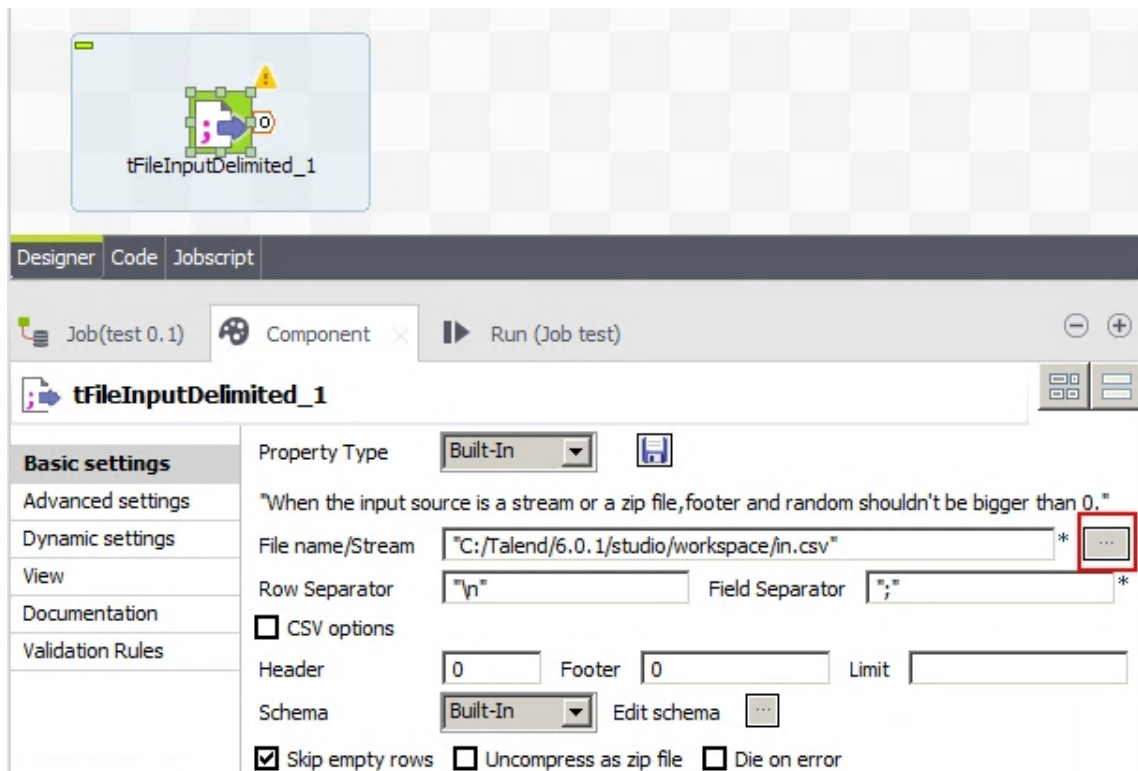 O
tFileInputDelimited_1
Designer Code Jobscript
Job(test 0.1) Component Run (Job test)
tFileInputDelimited_1
Basic settings
Advanced settings
Dynamic settings
View
Documentation
Validation Rules
Property Type Built-In
"When the input source is a stream or a zip file,footer and random shouldn't be bigger than 0."
File name/Stream "C:/Talend/6.0.1/studio/workspace/in.csv" * ...
Row Separator "\n" Field Separator ";" *
CSV options
Header 0 Footer 0 Limit
Schema Built-In Edit schema ...
Skip empty rows Uncompress as zip file Die on error